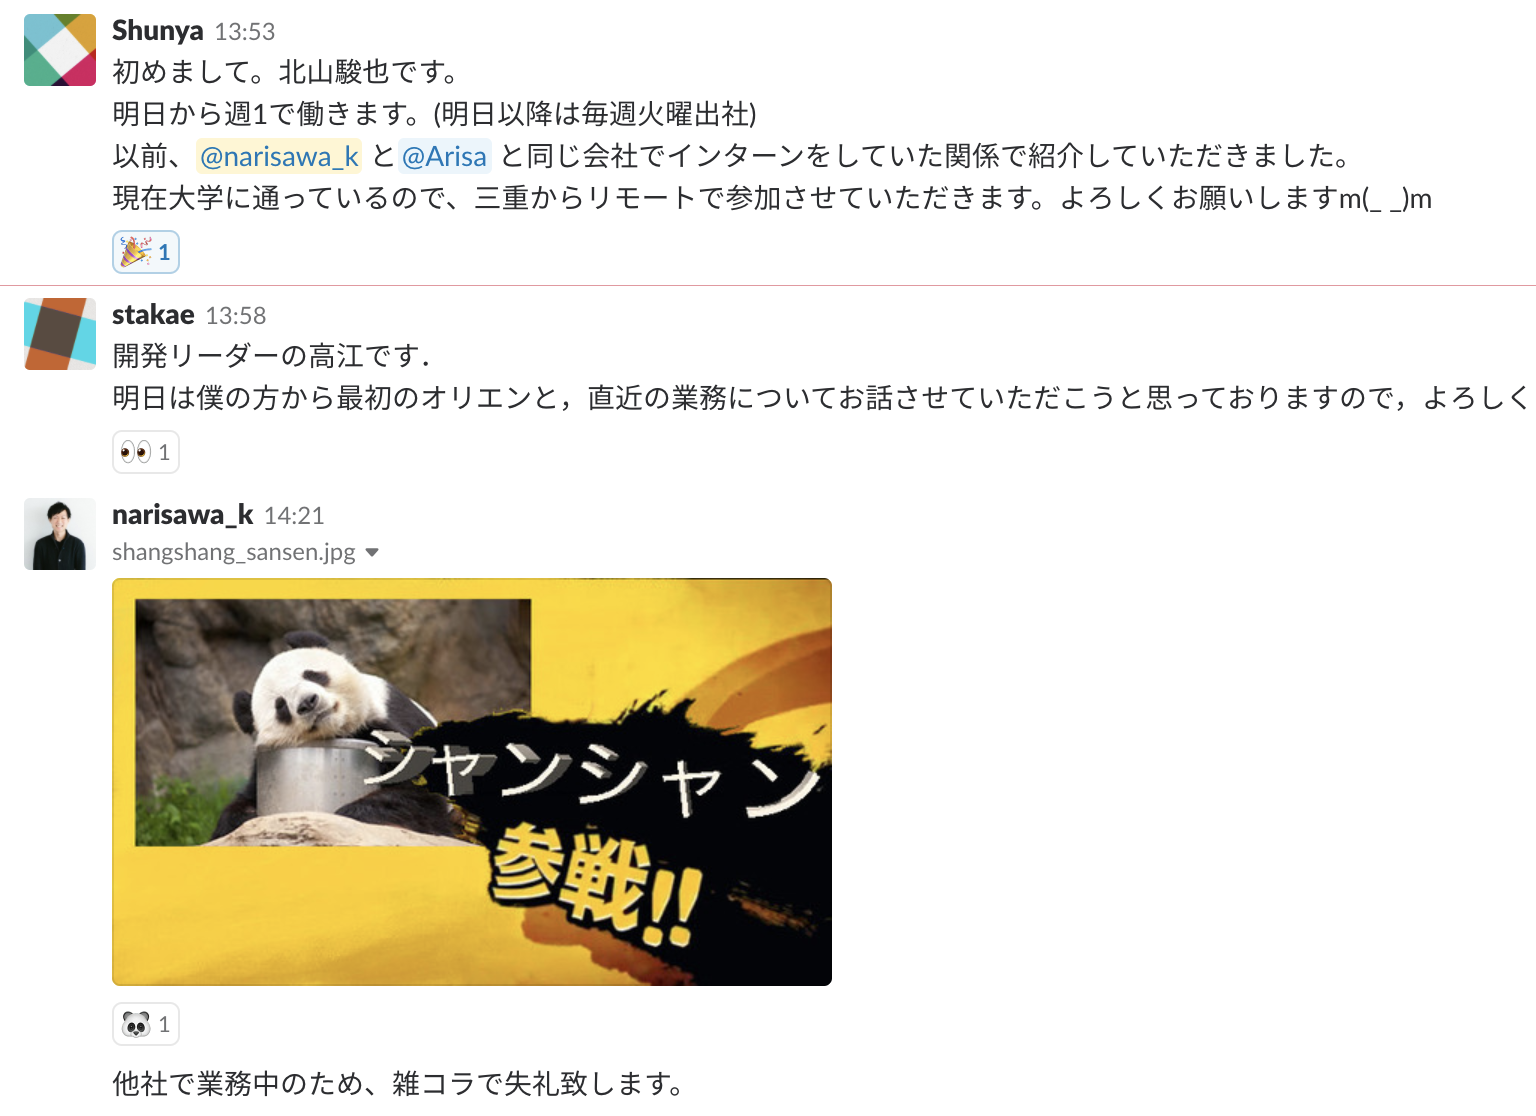 Shunya 13:53
初めまして。北山駿也です。
明日から週1で働きます。(明日以降は毎週火曜出社)
以前、@narisawa_k と@Arisa と同じ会社でインターンをしていた関係で紹介していただきました。
現在大学に通っているので、三重からリモートで参加させていただきます。よろしくお願いしますm(_ _)m
1
stakae 13:58
開発リーダーの高江です．
明日は僕の方から最初のオリエンと，直近の業務についてお話させていただこうと思っておりますので，よろしく
1
narisawa_k 14:21
shangshang_sansen.jpg
シャンシャン
参戦!!
1
他社で業務中のため、雑コラで失礼致します。